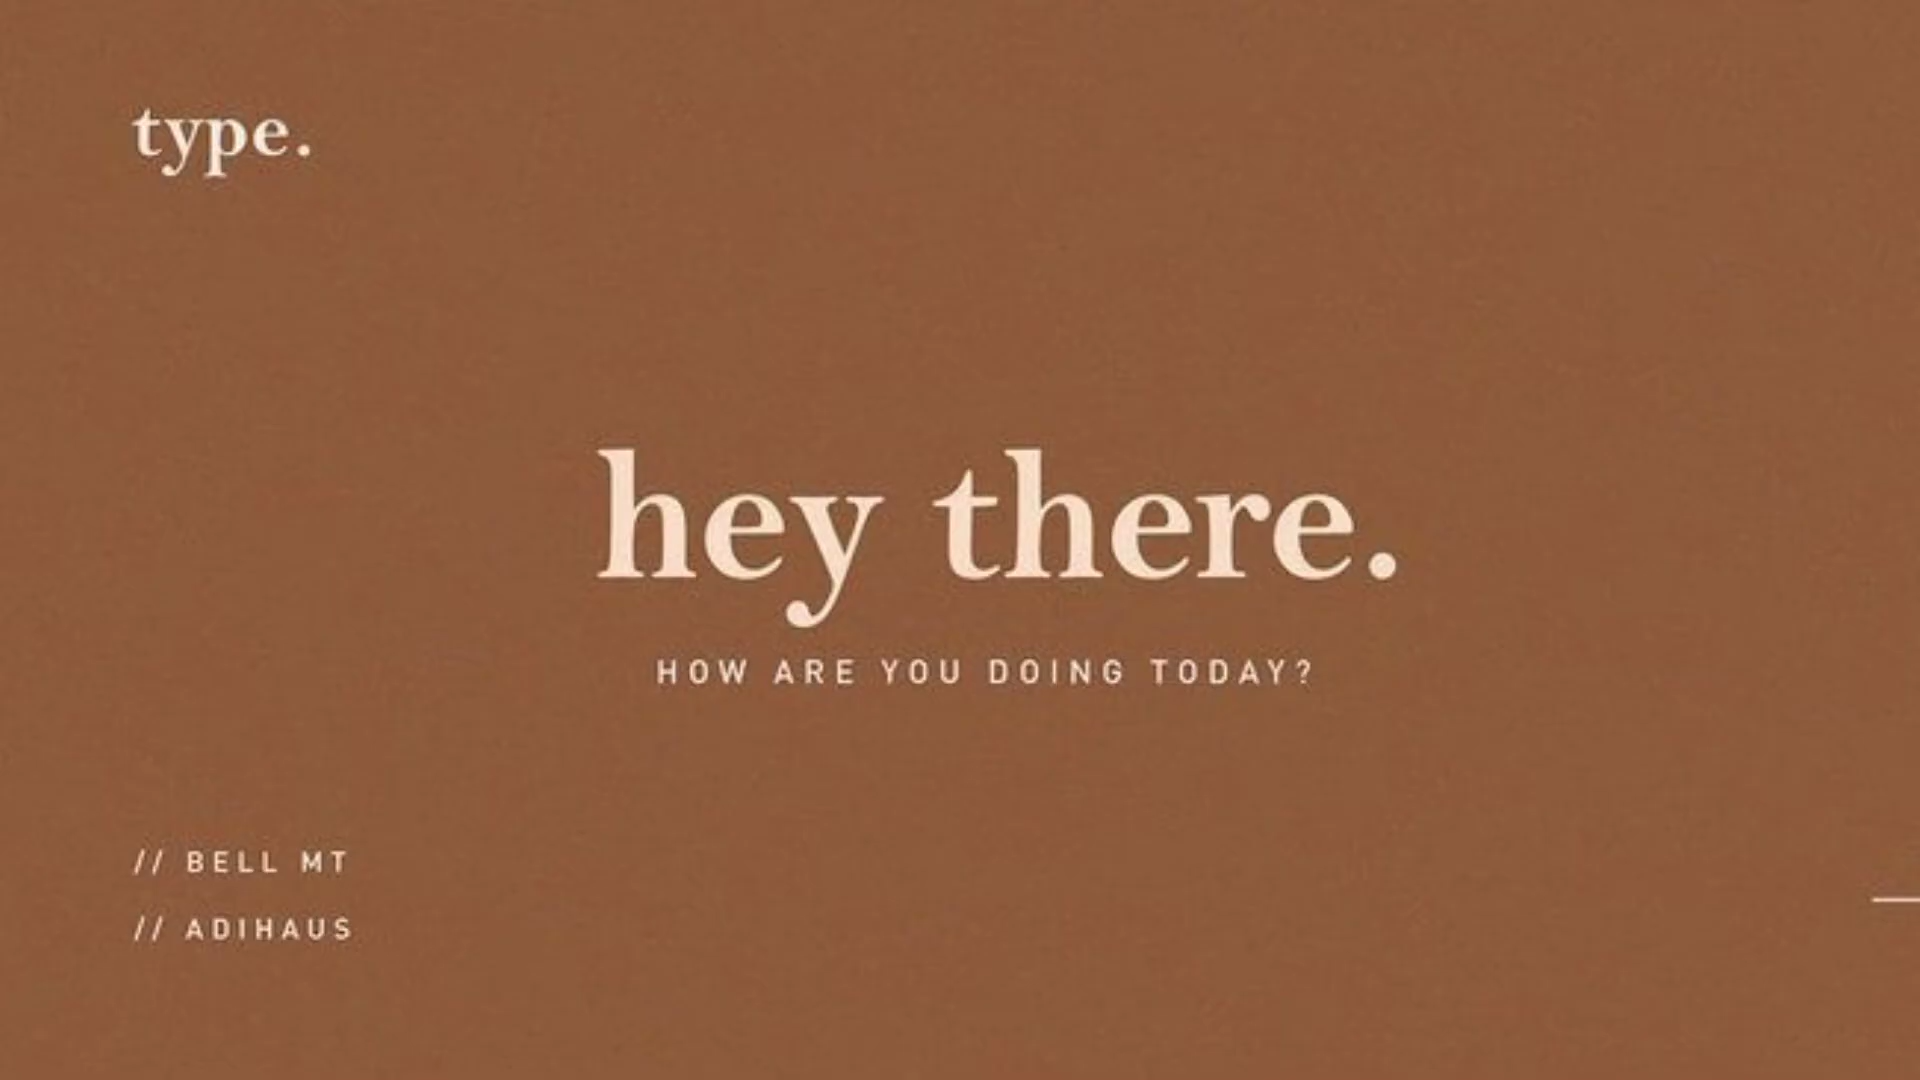 type.
hey there.
HOW ARE YOU DOING TODAY?
// BELL MT
// ADIHAUS